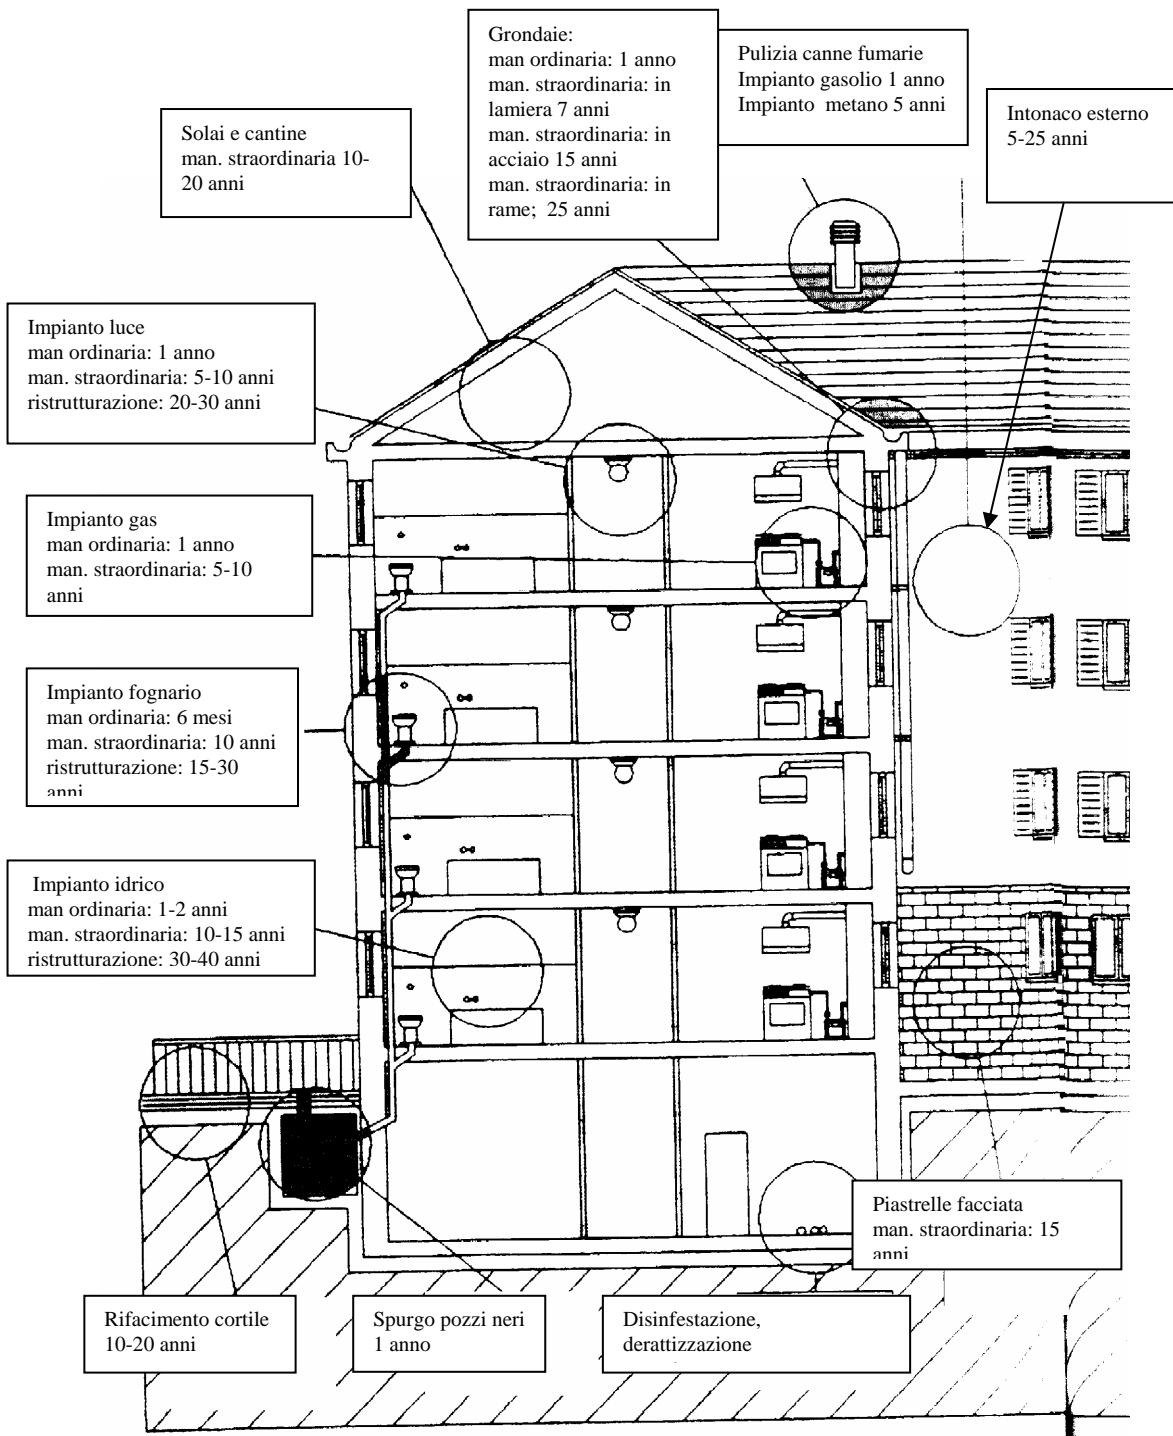 Grondaie:
man ordinaria: 1 anno
man. straordinaria: in
lamiera 7 anni
man. straordinaria: in
acciaio 15 anni
man. straordinaria: in
rame;  25 anni
Pulizia canne fumarie
Impianto gasolio 1 anno
Impianto  metano 5 anni
Intonaco esterno
5-25 anni
Solai e cantine
man. straordinaria 10-
20 anni
Impianto luce
man ordinaria: 1 anno
man. straordinaria: 5-10 anni
ristrutturazione: 20-30 anni
Impianto gas
man ordinaria: 1 anno
man. straordinaria: 5-10
anni
Impianto fognario
man ordinaria: 6 mesi
man. straordinaria: 10 anni
ristrutturazione: 15-30
anni
Impianto idrico
man ordinaria: 1-2 anni
man. straordinaria: 10-15 anni
ristrutturazione: 30-40 anni
Piastrelle facciata
man. straordinaria: 15
anni
Rifacimento cortile
10-20 anni
Spurgo pozzi neri
1 anno
Disinfestazione,
derattizzazione